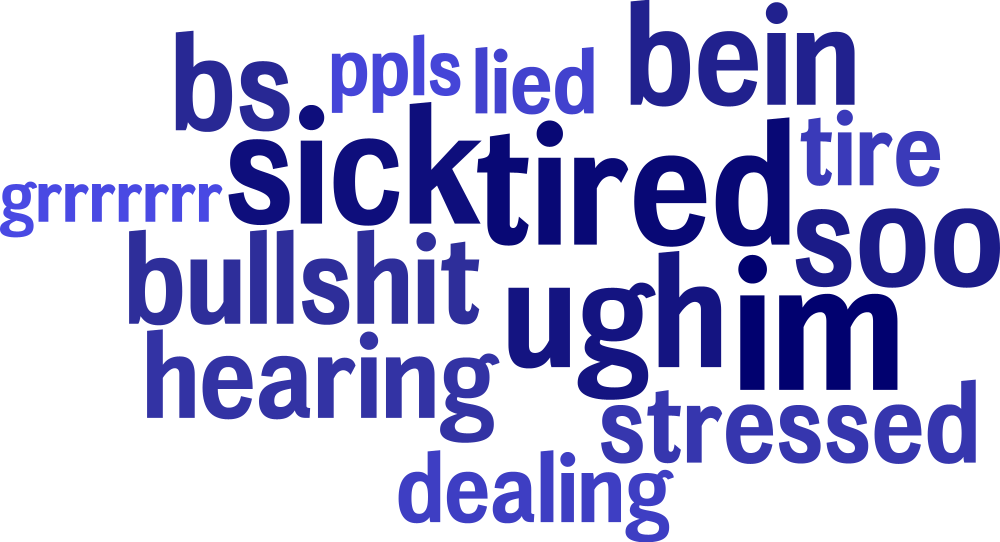 bs ppls lied bein
sick tired tire
grrrrrrr soo
bullshit ugh im
hearing stressed
dealing